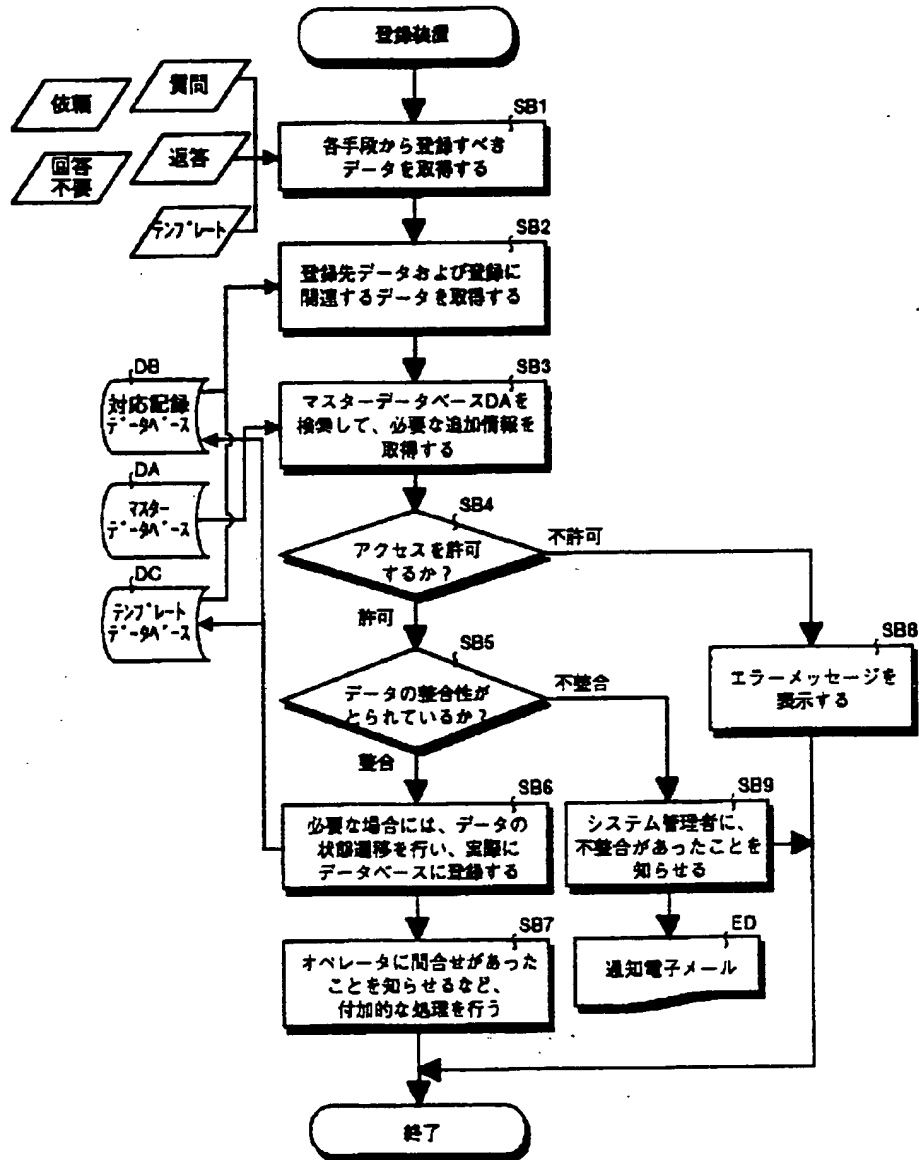 登録装置
依頼
質問
回答
不要
返答
テンプレート
SB1
各手段から登録すべき
データを取得する
SB2
登録先データおよび登録に
関連するデータを取得する
SB3
マスターデータベースDAを
検索して、必要な追加情報を
取得する
DB
対応記録
データベース
DA
マスター
データベース
DC
テンプレート
データベース
SB4
アクセスを許可
するか?
不許可
許可
SB5
データの整合性が
とられているか?
不整合
整合
SB8
エラーメッセージを
表示する
SB6
必要な場合には、データの
状態遷移を行い、実際に
データベースに登録する
SB9
システム管理者に、
不整合があったことを
知らせる
SB7
オペレータに問合せがあった
ことを知らせるなど、
付加的な処理を行う
ED
通知電子メール
終了